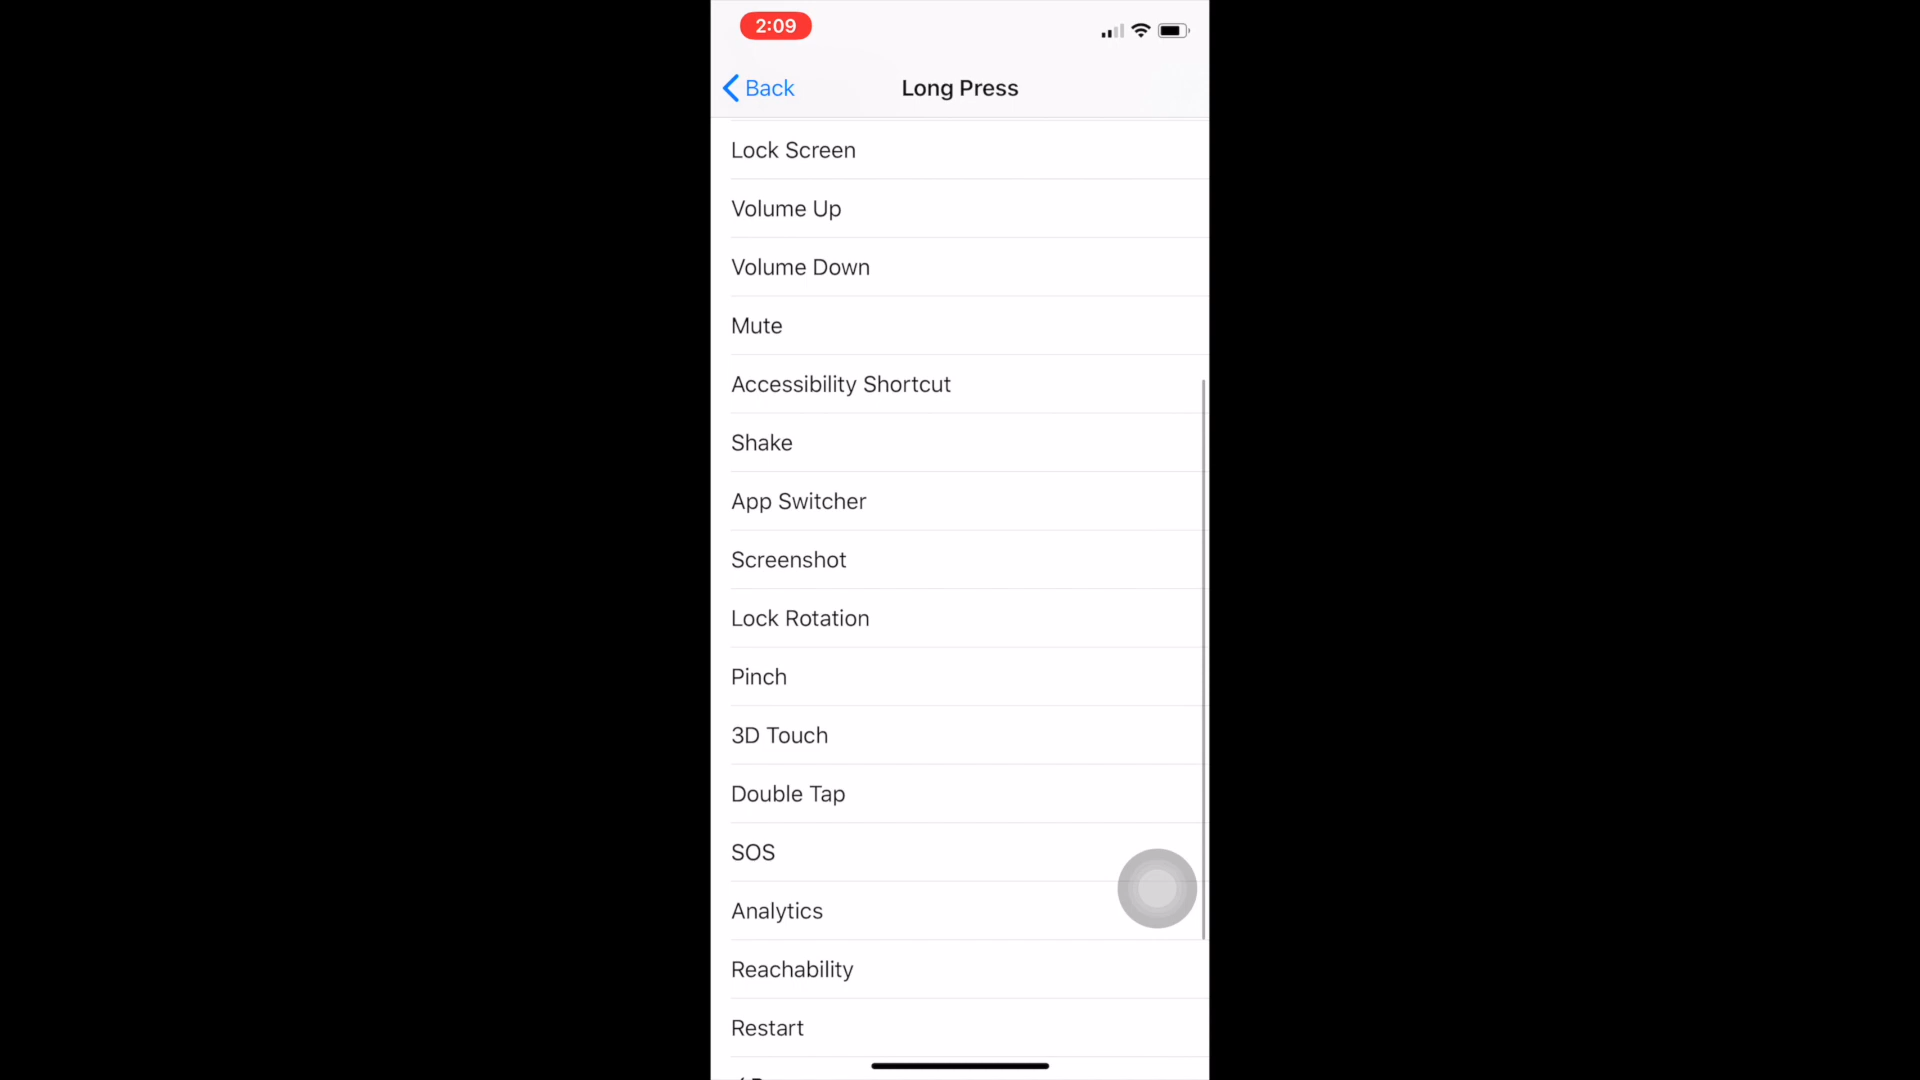 2:09
Back
Long Press
Lock Screen
Volume Up
Volume Down
Mute
Accessibility Shortcut
Shake
App Switcher
Screenshot
Lock Rotation
Pinch
3D Touch
Double Tap
SOS
Analytics
Reachability
Restart